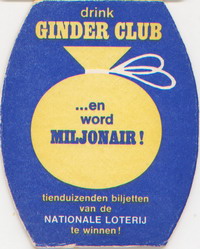 drink
GINDER CLUB
...en
word
MILJONAIR!
tienduizenden biljetten
van de
NATIONALE LOTERIJ
te winnen!